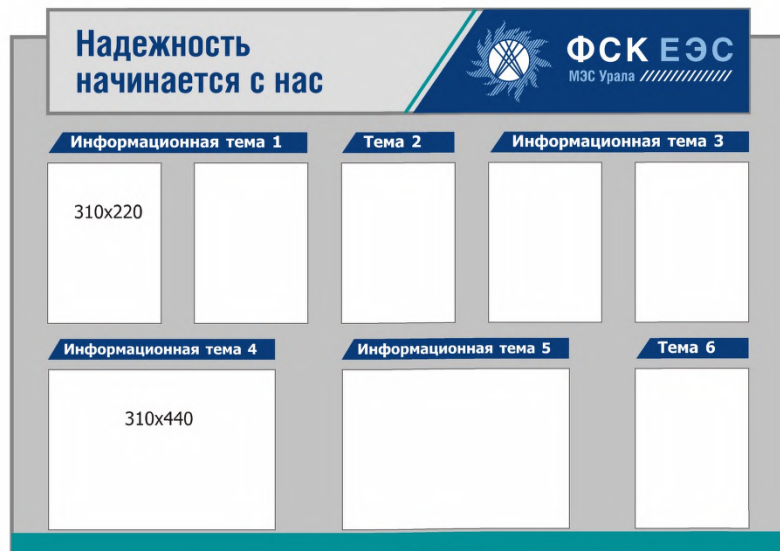 Надежность
начинается с нас
ФСК ЕЭС
МЭС Урала
Информационная тема 1
Тема 2
Информационная тема 3
310x220
Информационная тема 4
Информационная тема 5
Тема 6
310x440